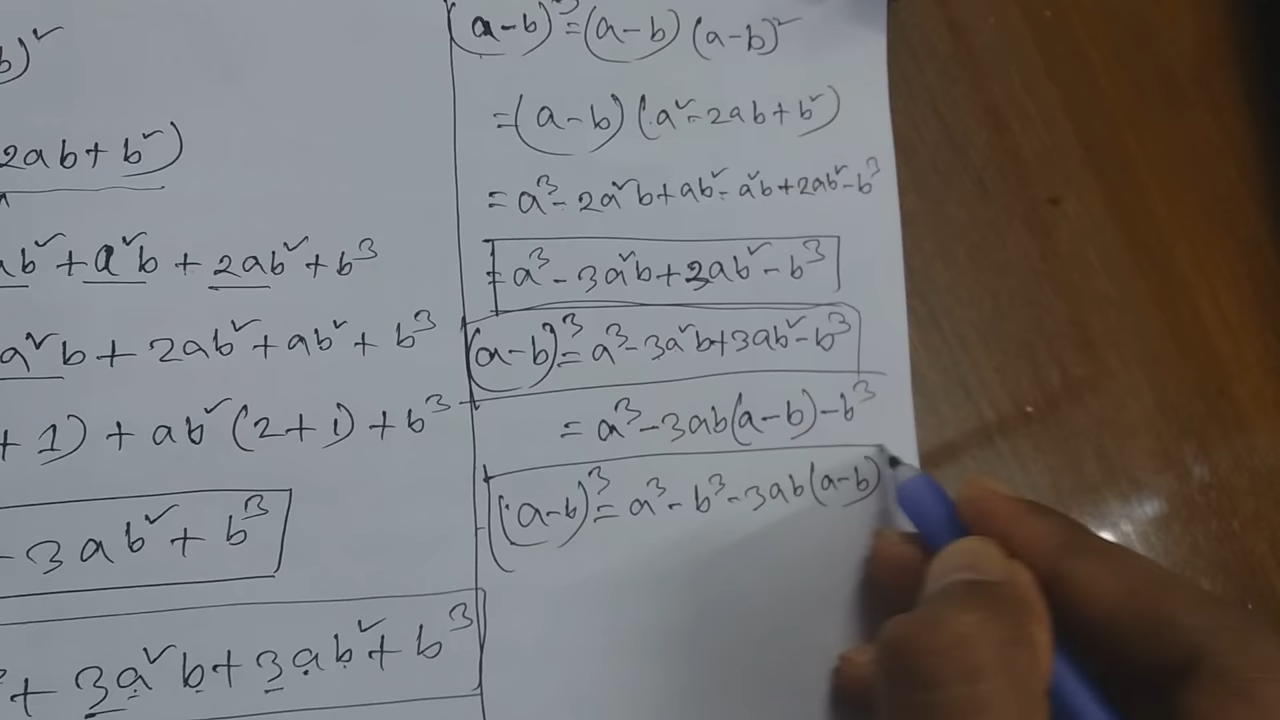 b)²
2ab+b²)
ab²+a²b+2ab²+b³
a²b+2ab²+ab²+b³
+1)+ab²(2+1)+b³
3ab²+b³
+3a²b+3ab²+b³
(a-b)³=(a-b)(a-b)²
=(a-b)(a²-2ab+b²)
=a³-2a²b+ab²-a²b+2ab²-b³
=a³-3a²b+3ab²-b³
(a-b)³=a³-3a²b+3ab²-b³
=a³-3ab(a-b)-b³
(a-b)³=a³-b³-3ab(a-b)